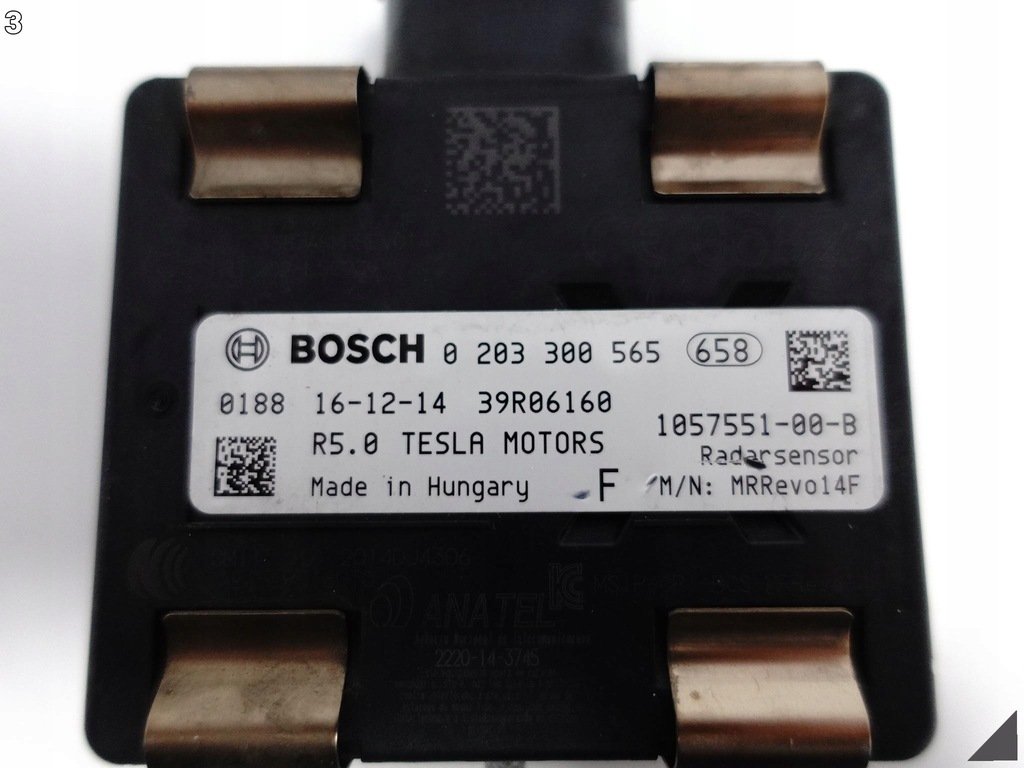 3
BOSCH 0 203 300 565 658
0188 16-12-14 39R06160
1057551-00-B
R5.0 TESLA MOTORS
Radarsensor
Made in Hungary F M/N: MRRevo14F
ANATEL
2220-14-3745